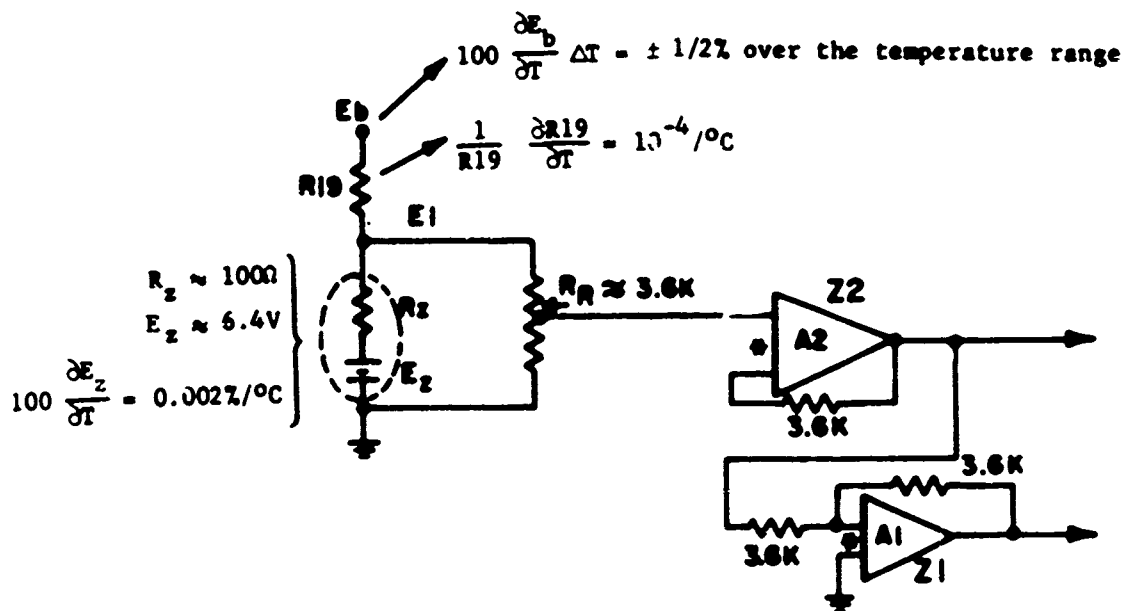 100 ∂E_b/∂T ΔT = ± 1/2% over the temperature range
Eb
1/R19 ∂R19/∂T = 10^-4/°C
R19
E1
R_z ≈ 100Ω
E_z ≈ 6.4V
100 ∂E_z/∂T = 0.002%/°C
Rz
Ez
R_R ≈ 3.6K
Z2
A2
*
3.6K
3.6K
3.6K
A1
*
Z1